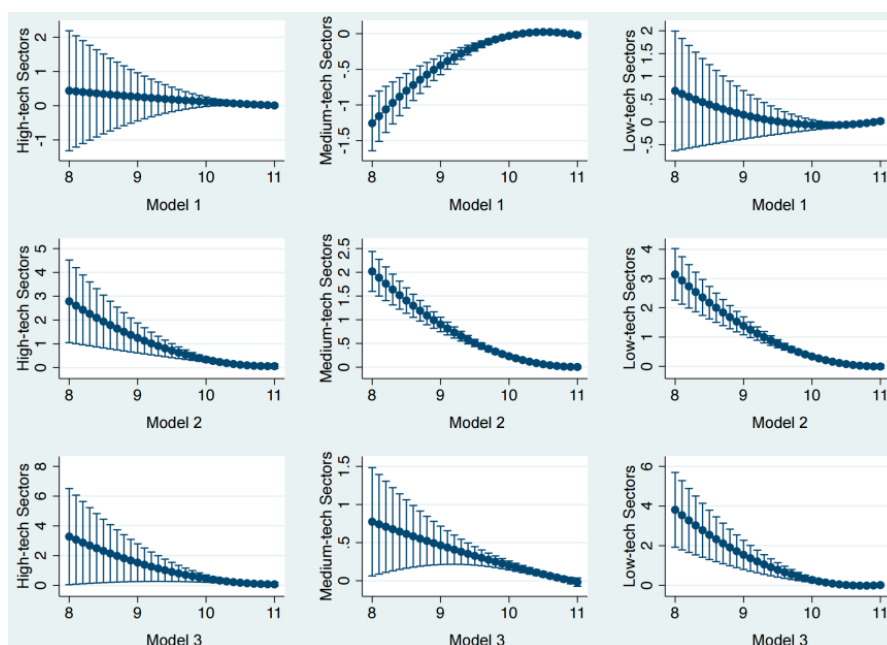 High-tech Sectors
2
1
0
-1
8 9 10 11
Model 1
Medium-tech Sectors
0
-.5
-1
-1.5
8 9 10 11
Model 1
Low-tech Sectors
2
1.5
1
.5
0
-.5
8 9 10 11
Model 1
High-tech Sectors
5
4
3
2
1
0
8 9 10 11
Model 2
Medium-tech Sectors
2.5
2
1.5
1
.5
0
8 9 10 11
Model 2
Low-tech Sectors
4
3
2
1
0
8 9 10 11
Model 2
High-tech Sectors
8
6
4
2
0
8 9 10 11
Model 3
Medium-tech Sectors
1.5
1
.5
0
8 9 10 11
Model 3
Low-tech Sectors
6
4
2
0
8 9 10 11
Model 3